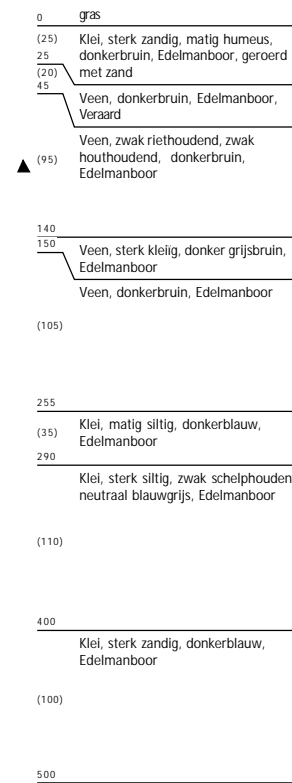 0 gras
(25) Klei, sterk zandig, matig humeus,
25 donkerbruin, Edelmanboor, geroerd
(20) met zand
45
Veen, donkerbruin, Edelmanboor,
Veraard
Veen, zwak riethoudend, zwak
(95) houthoudend, donkerbruin,
Edelmanboor
140
150 Veen, sterk kleiïg, donker grijsbruin,
Edelmanboor
Veen, donkerbruin, Edelmanboor
(105)
255
(35) Klei, matig siltig, donkerblauw,
Edelmanboor
290
Klei, sterk siltig, zwak schelphouden
neutraal blauwgrijs, Edelmanboor
(110)
400
Klei, sterk zandig, donkerblauw,
Edelmanboor
(100)
500